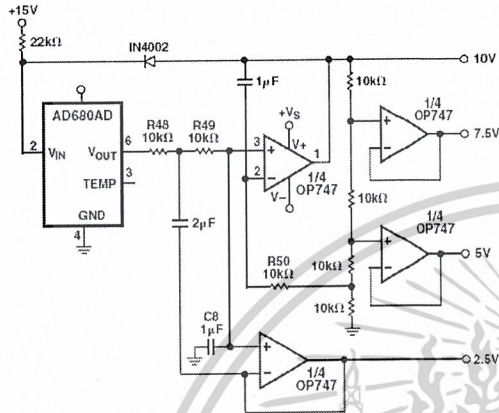 +15V
22kΩ
IN4002
10V
1μF
10kΩ
1/4
OP747
7.5V
AD680AD
2 VIN
VOUT 6
TEMP 3
GND
4
R48
10kΩ
R49
10kΩ
+VS
3 +
V+
1
2 −
V−
1/4
OP747
10kΩ
1/4
OP747
5V
2μF
R50
10kΩ
10kΩ
10kΩ
C8
1μF
1/4
OP747
2.5V